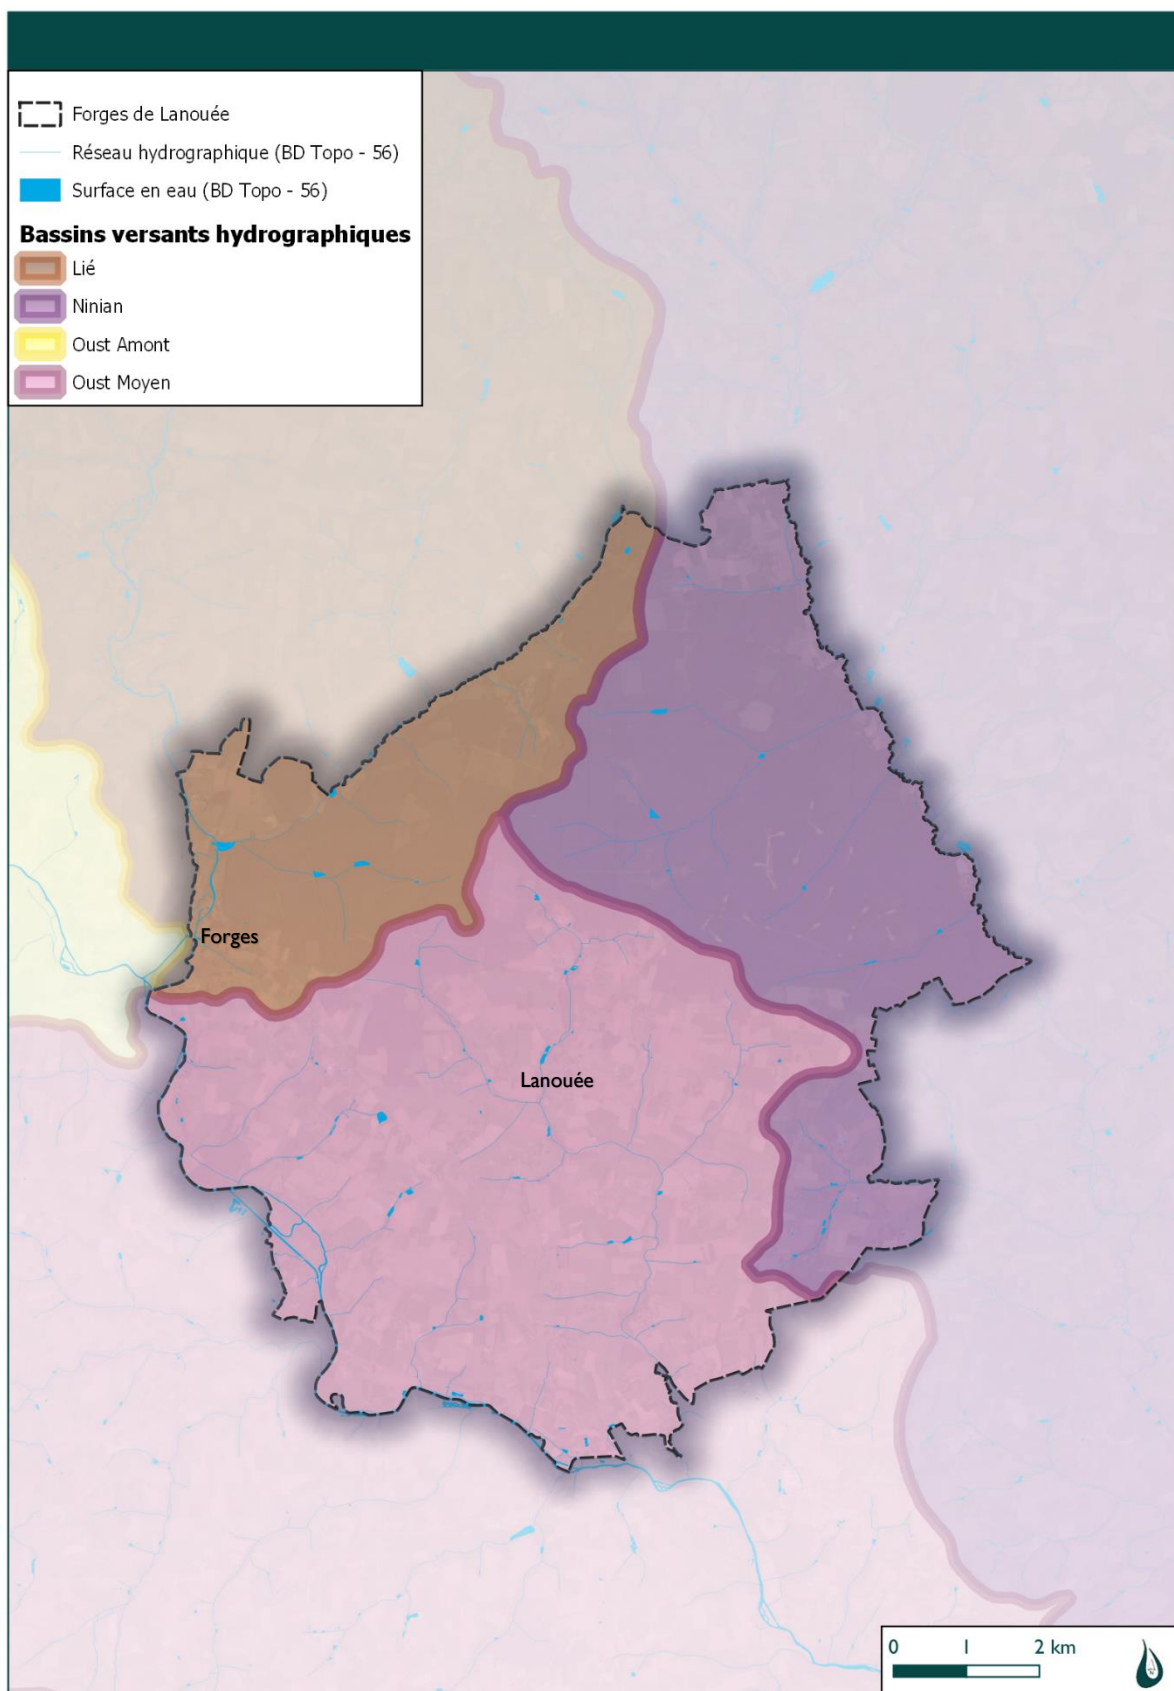 Forges de Lanouée
Réseau hydrographique (BD Topo - 56)
Surface en eau (BD Topo - 56)
Bassins versants hydrographiques
Lié
Ninian
Oust Amont
Oust Moyen
Forges
Lanouée
0 1 2 km